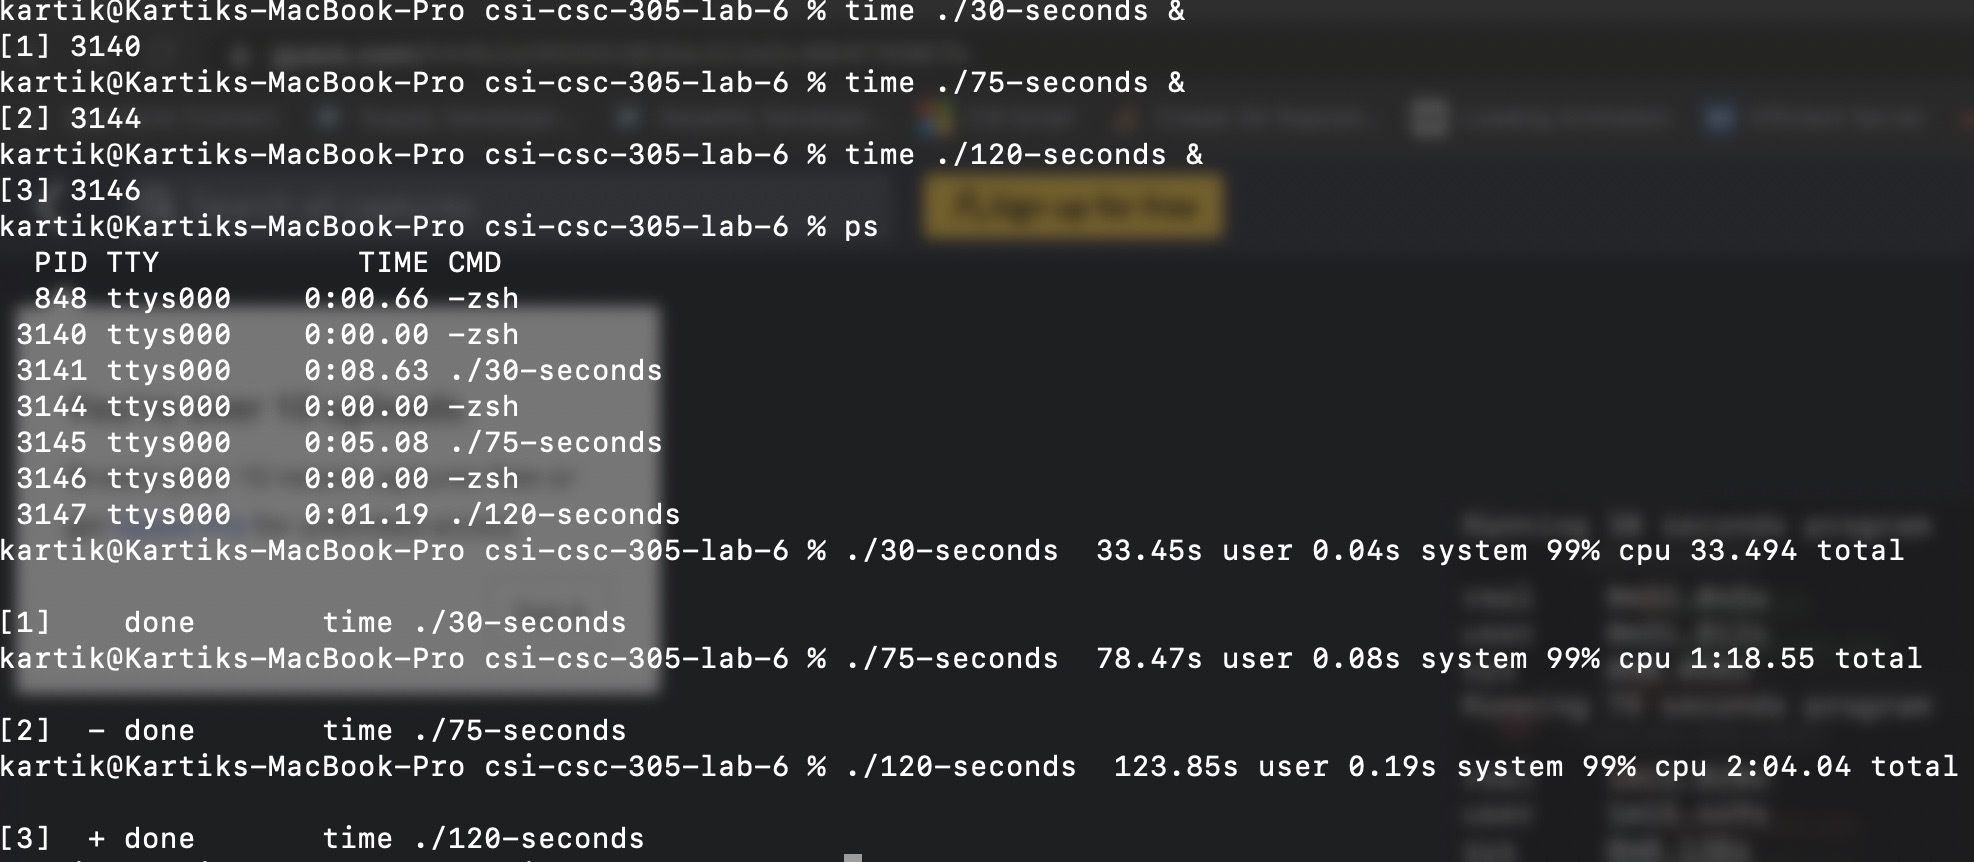 kartik@Kartiks-MacBook-Pro csi-csc-305-lab-6 % time ./30-seconds &
[1] 3140
kartik@Kartiks-MacBook-Pro csi-csc-305-lab-6 % time ./75-seconds &
[2] 3144
kartik@Kartiks-MacBook-Pro csi-csc-305-lab-6 % time ./120-seconds &
[3] 3146
kartik@Kartiks-MacBook-Pro csi-csc-305-lab-6 % ps
  PID TTY           TIME CMD
  848 ttys000    0:00.66 -zsh
 3140 ttys000    0:00.00 -zsh
 3141 ttys000    0:08.63 ./30-seconds
 3144 ttys000    0:00.00 -zsh
 3145 ttys000    0:05.08 ./75-seconds
 3146 ttys000    0:00.00 -zsh
 3147 ttys000    0:01.19 ./120-seconds
kartik@Kartiks-MacBook-Pro csi-csc-305-lab-6 % ./30-seconds  33.45s user 0.04s system 99% cpu 33.494 total
[1]    done       time ./30-seconds
kartik@Kartiks-MacBook-Pro csi-csc-305-lab-6 % ./75-seconds  78.47s user 0.08s system 99% cpu 1:18.55 total
[2]  - done       time ./75-seconds
kartik@Kartiks-MacBook-Pro csi-csc-305-lab-6 % ./120-seconds  123.85s user 0.19s system 99% cpu 2:04.04 total
[3]  + done       time ./120-seconds